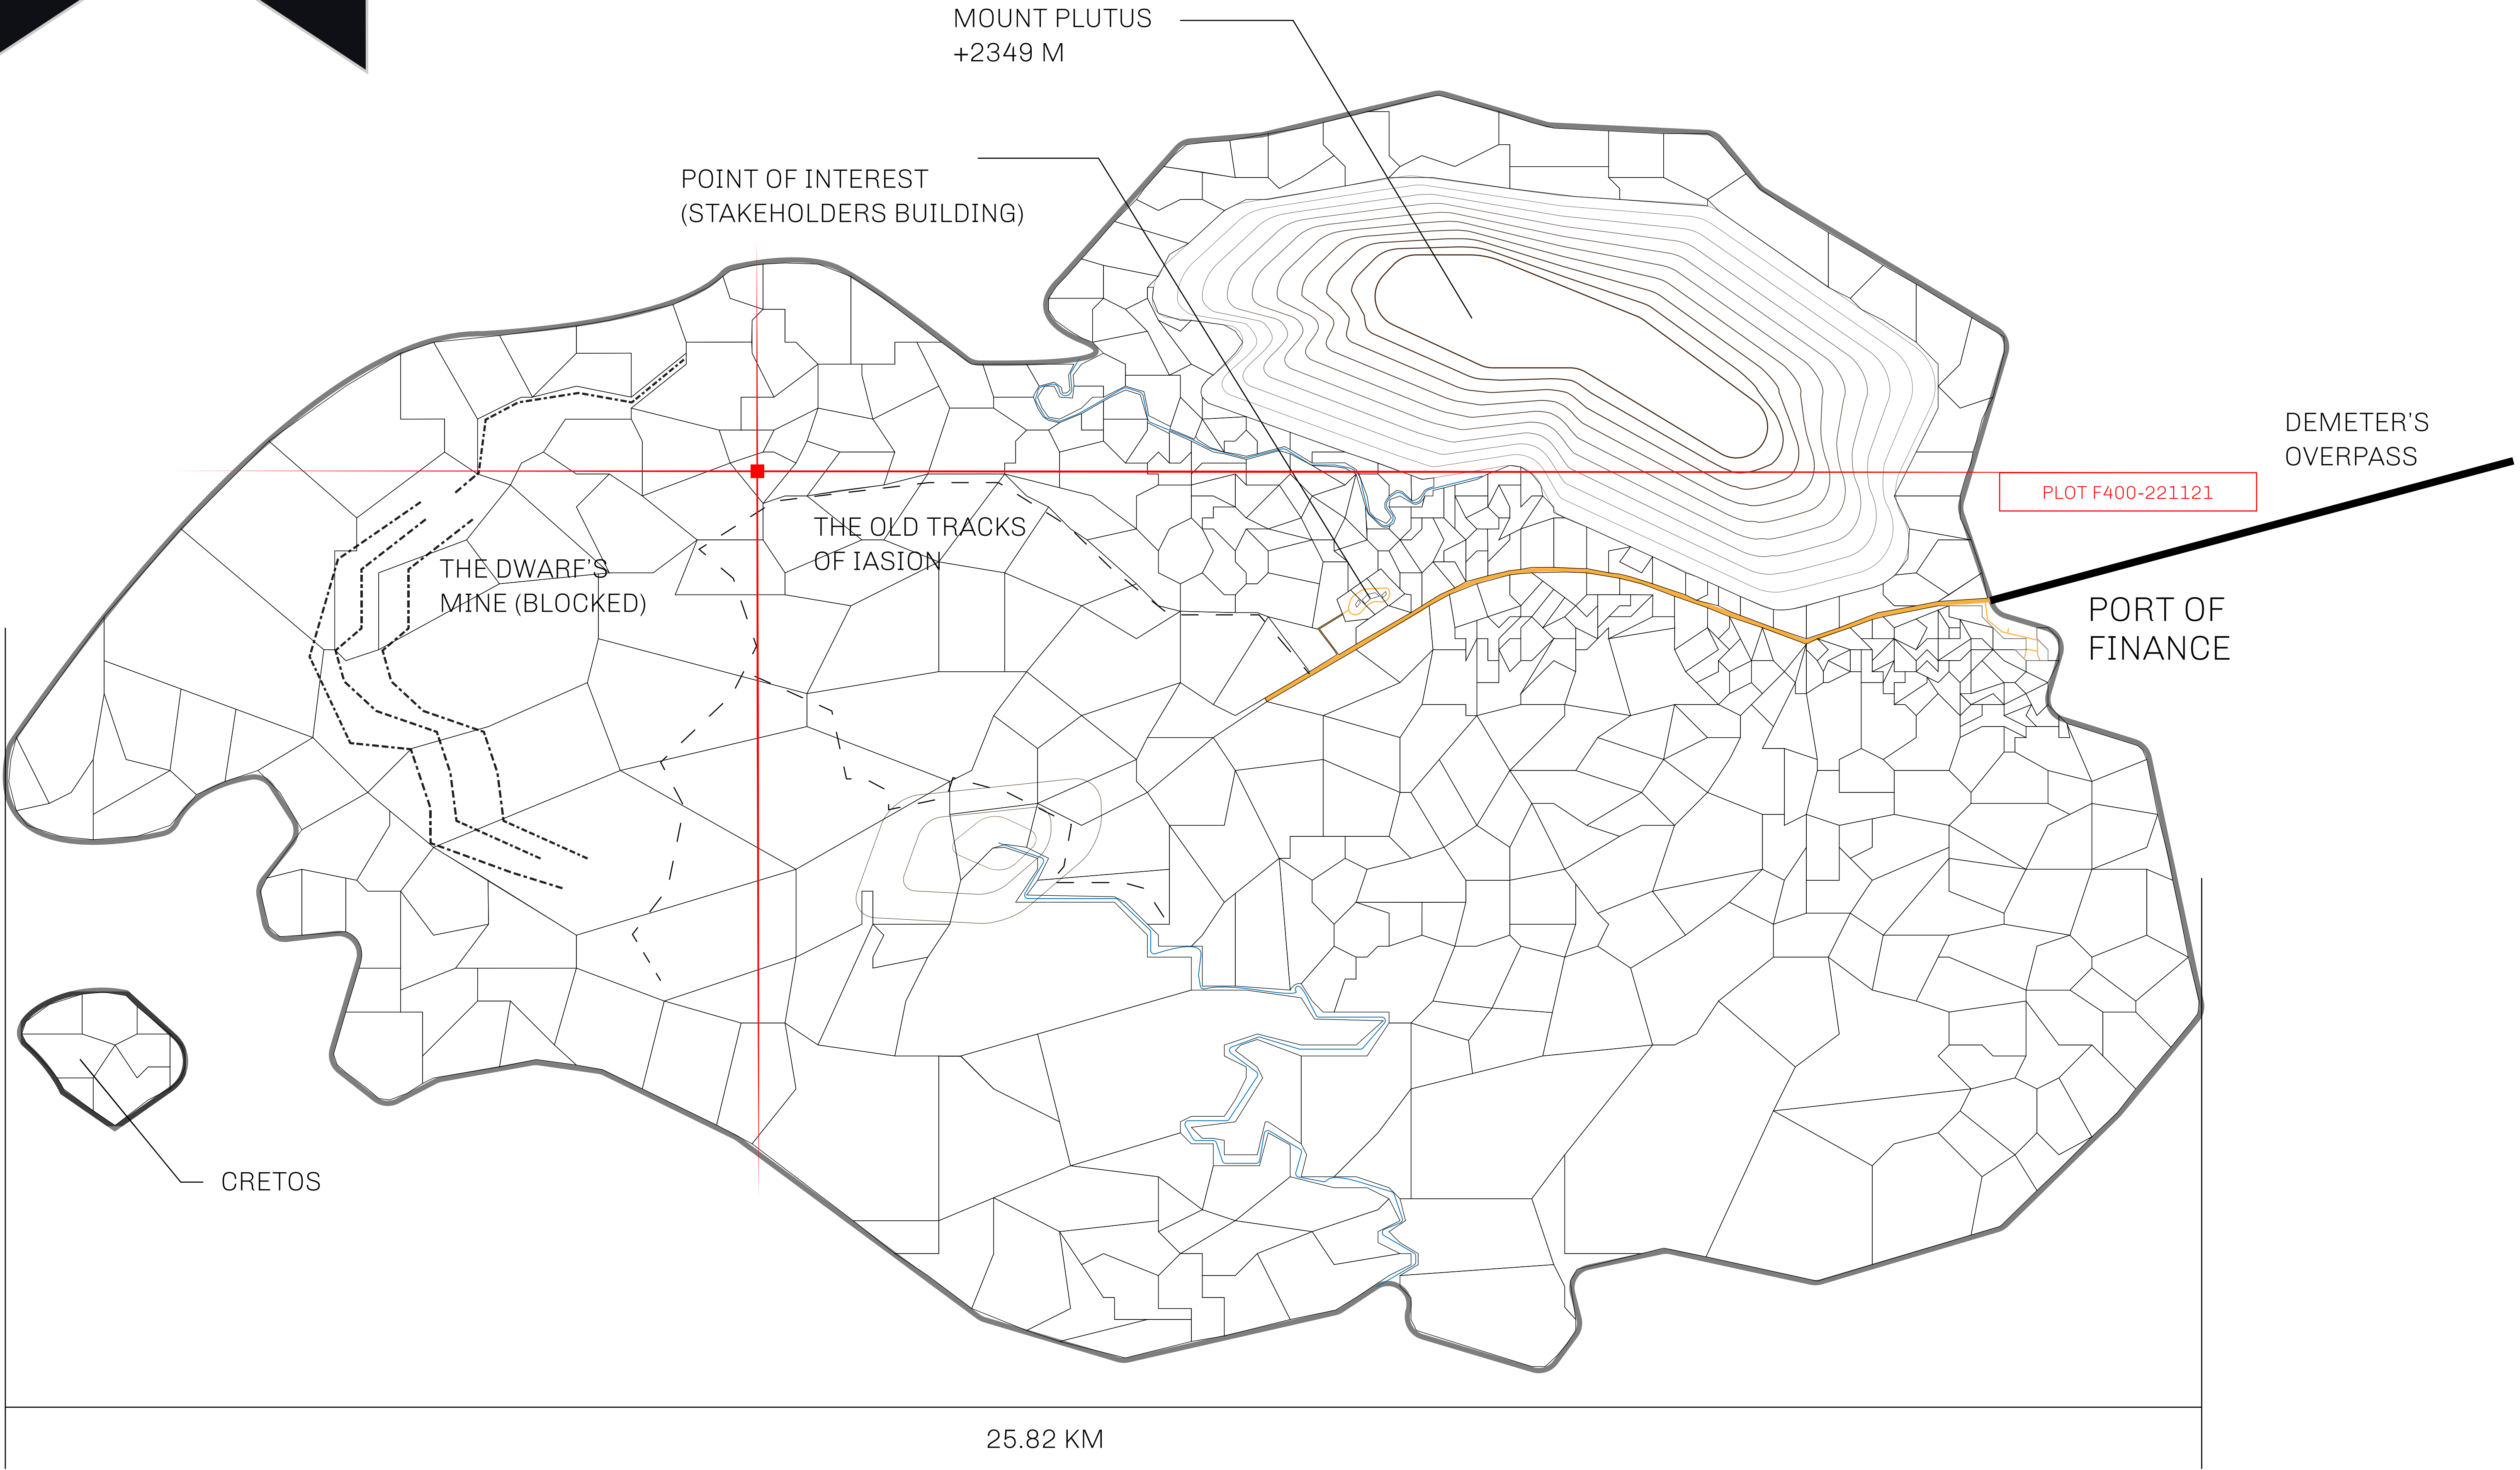 MOUNT PLUTUS
+2349 M
POINT OF INTEREST
(STAKEHOLDERS BUILDING)
DEMETER'S
OVERPASS
PLOT F400-221121
THE OLD TRACKS
OF IASION
THE DWARF'S
MINE (BLOCKED)
PORT OF
FINANCE
CRETOS
25.82 KM